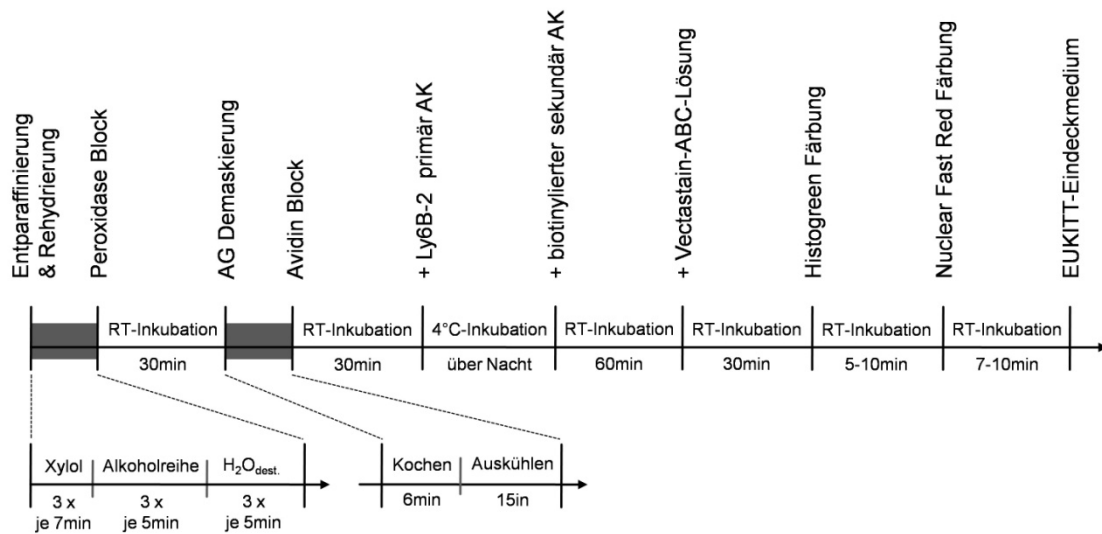 Entparaffinierung
& Rehydrierung
Peroxidase Block
AG Demaskierung
Avidin Block
+ Ly6B-2 primär AK
+ biotinylierter sekundär AK
+ Vectastain-ABC-Lösung
Histogreen Färbung
Nuclear Fast Red Färbung
EUKITT-Eindeckmedium
RT-Inkubation
30min
RT-Inkubation
30min
4°C-Inkubation
über Nacht
RT-Inkubation
60min
RT-Inkubation
30min
RT-Inkubation
5-10min
RT-Inkubation
7-10min
Xylol
3 x
je 7min
Alkoholreihe
3 x
je 5min
H₂Odest.
3 x
je 5min
Kochen
6min
Auskühlen
15in